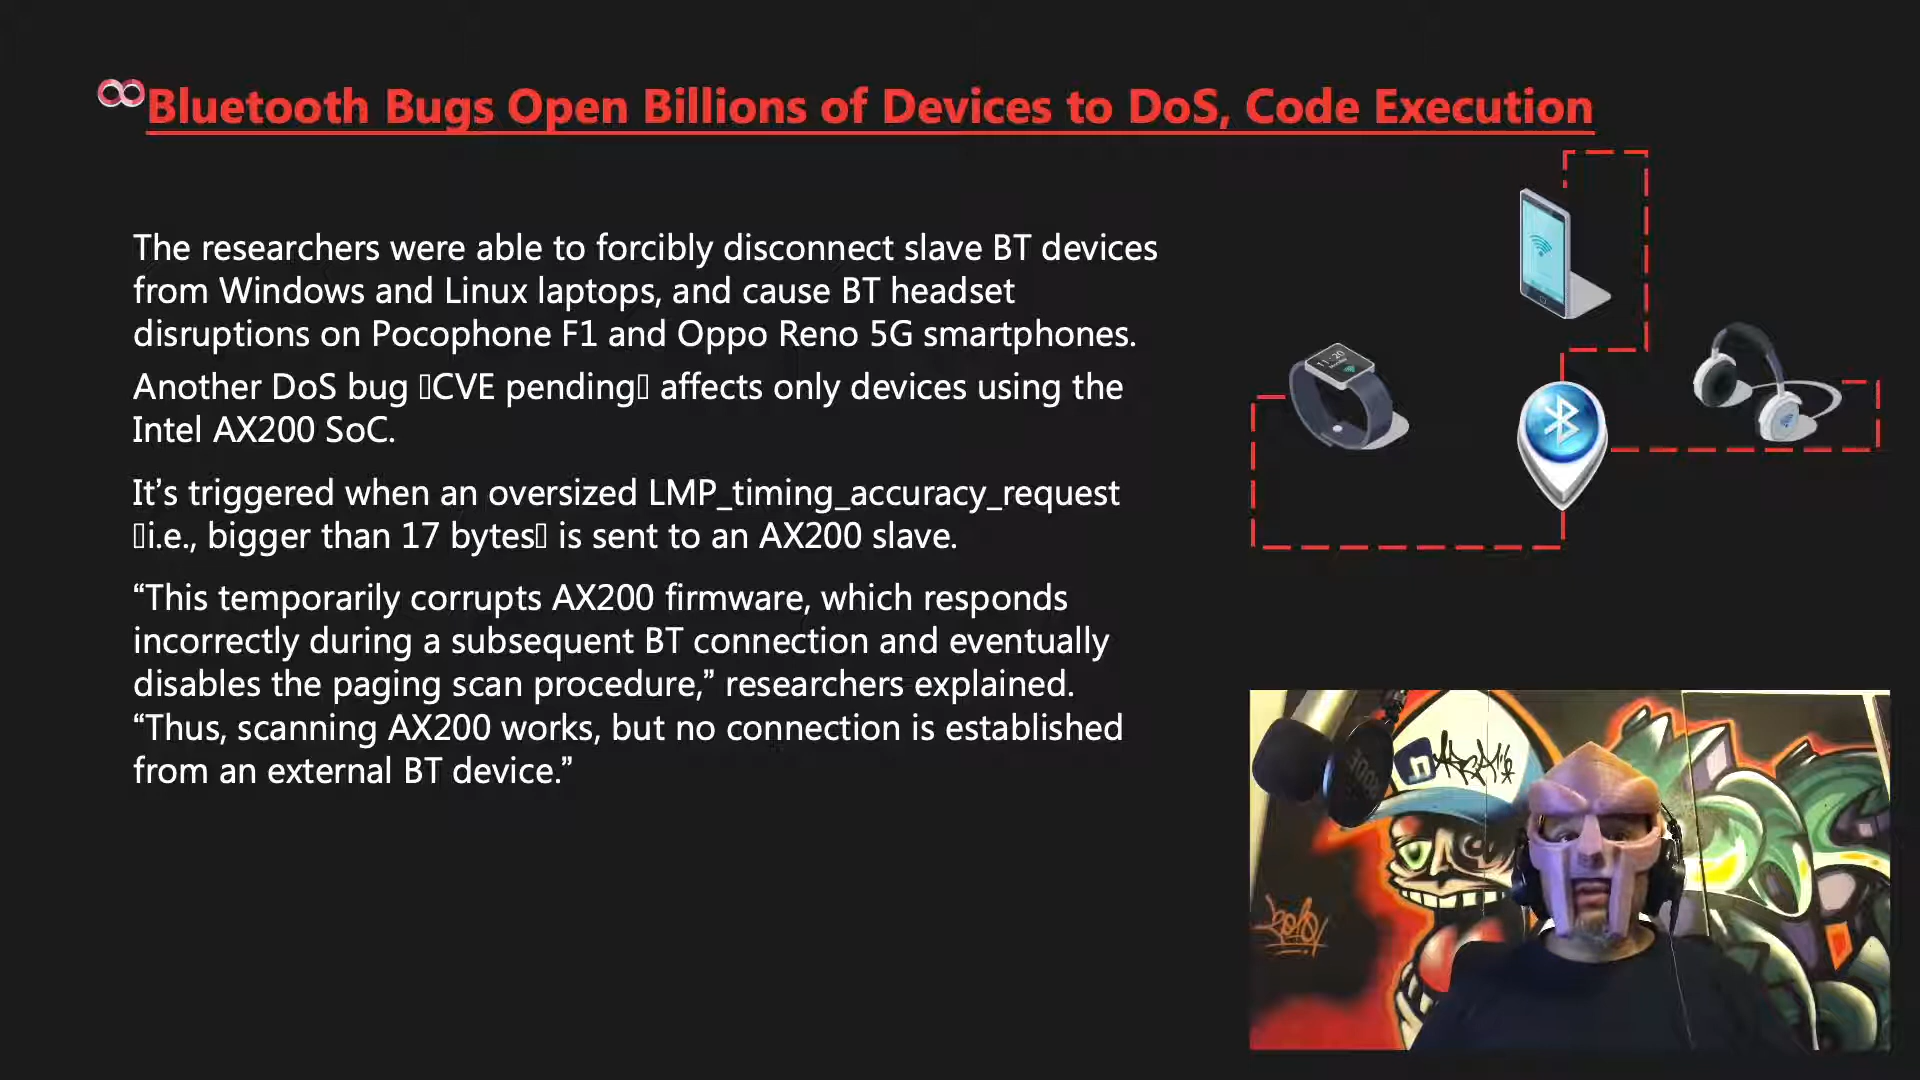 Bluetooth Bugs Open Billions of Devices to DoS, Code Execution
The researchers were able to forcibly disconnect slave BT devices
from Windows and Linux laptops, and cause BT headset
disruptions on Pocophone F1 and Oppo Reno 5G smartphones.
Another DoS bug ▯CVE pending▯ affects only devices using the
Intel AX200 SoC.
It’s triggered when an oversized LMP_timing_accuracy_request
▯i.e., bigger than 17 bytes▯ is sent to an AX200 slave.
“This temporarily corrupts AX200 firmware, which responds
incorrectly during a subsequent BT connection and eventually
disables the paging scan procedure,” researchers explained.
“Thus, scanning AX200 works, but no connection is established
from an external BT device.”
11:20